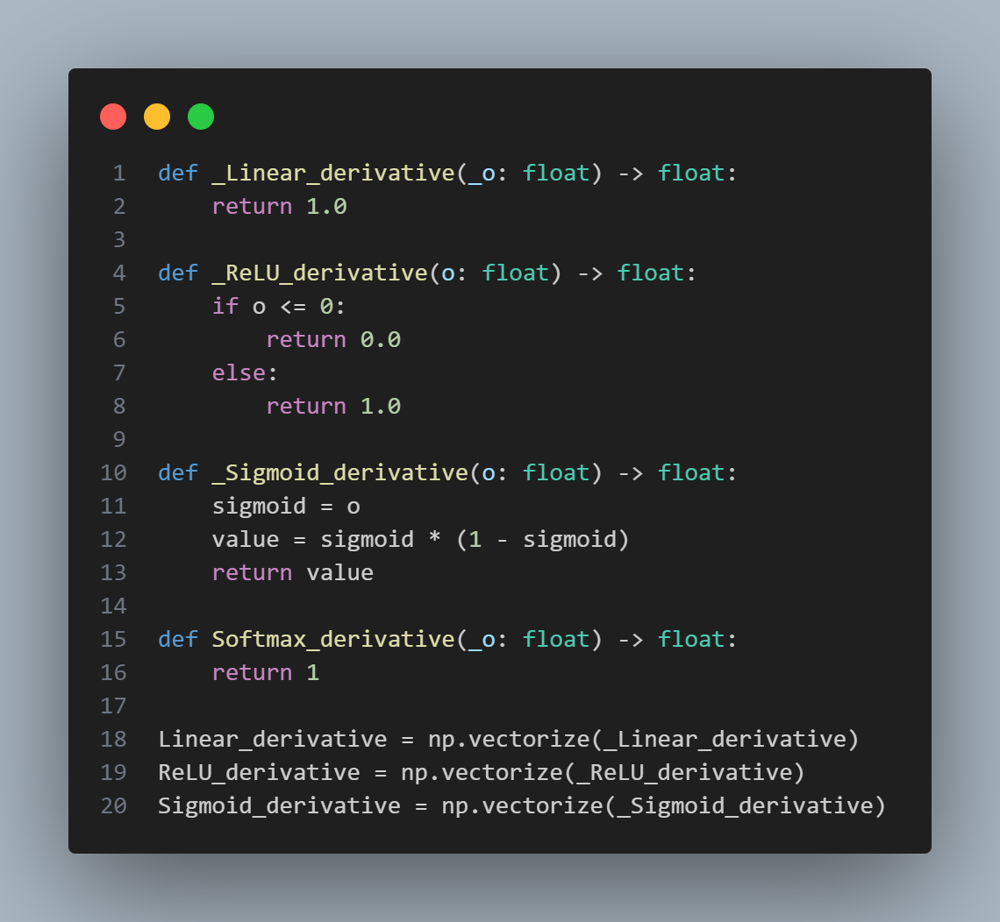 1 def _Linear_derivative(_o: float) -> float:
2     return 1.0
3
4 def _ReLU_derivative(o: float) -> float:
5     if o <= 0:
6         return 0.0
7     else:
8         return 1.0
9
10 def _Sigmoid_derivative(o: float) -> float:
11     sigmoid = o
12     value = sigmoid * (1 - sigmoid)
13     return value
14
15 def Softmax_derivative(_o: float) -> float:
16     return 1
17
18 Linear_derivative = np.vectorize(_Linear_derivative)
19 ReLU_derivative = np.vectorize(_ReLU_derivative)
20 Sigmoid_derivative = np.vectorize(_Sigmoid_derivative)